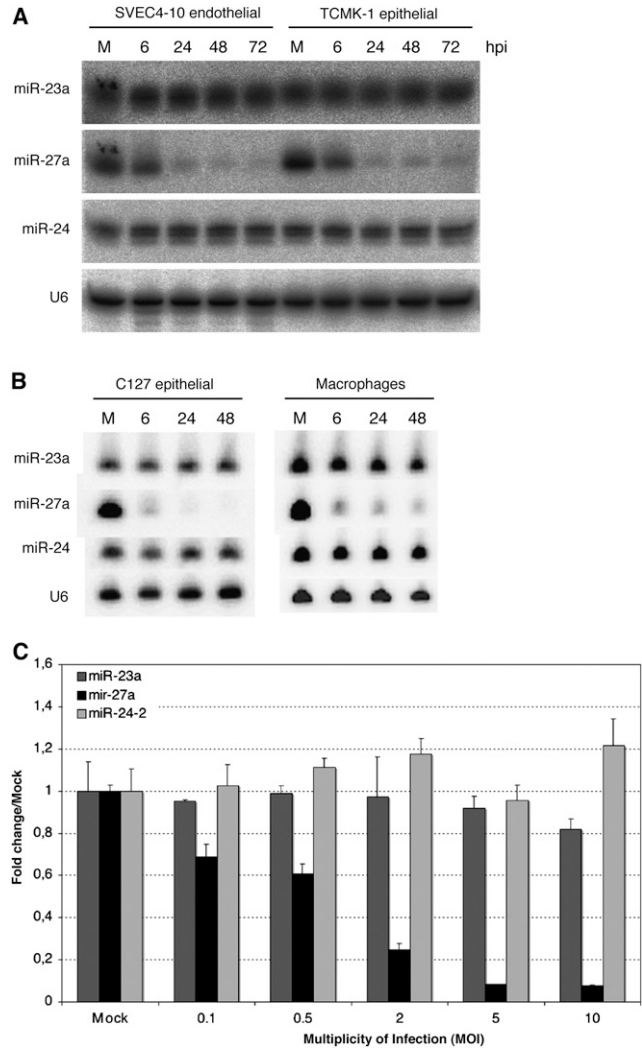 A
SVEC4-10 endothelial TCMK-1 epithelial
M 6 24 48 72 M 6 24 48 72 hpi
miR-23a
miR-27a
miR-24
U6
B
C127 epithelial Macrophages
M 6 24 48 M 6 24 48
miR-23a
miR-27a
miR-24
U6
C
1,6
1,4
1,2
1
0,8
0,6
0,4
0,2
0
Fold change/Mock
miR-23a
mir-27a
miR-24-2
Mock 0.1 0.5 2 5 10
Multiplicity of Infection (MOI)